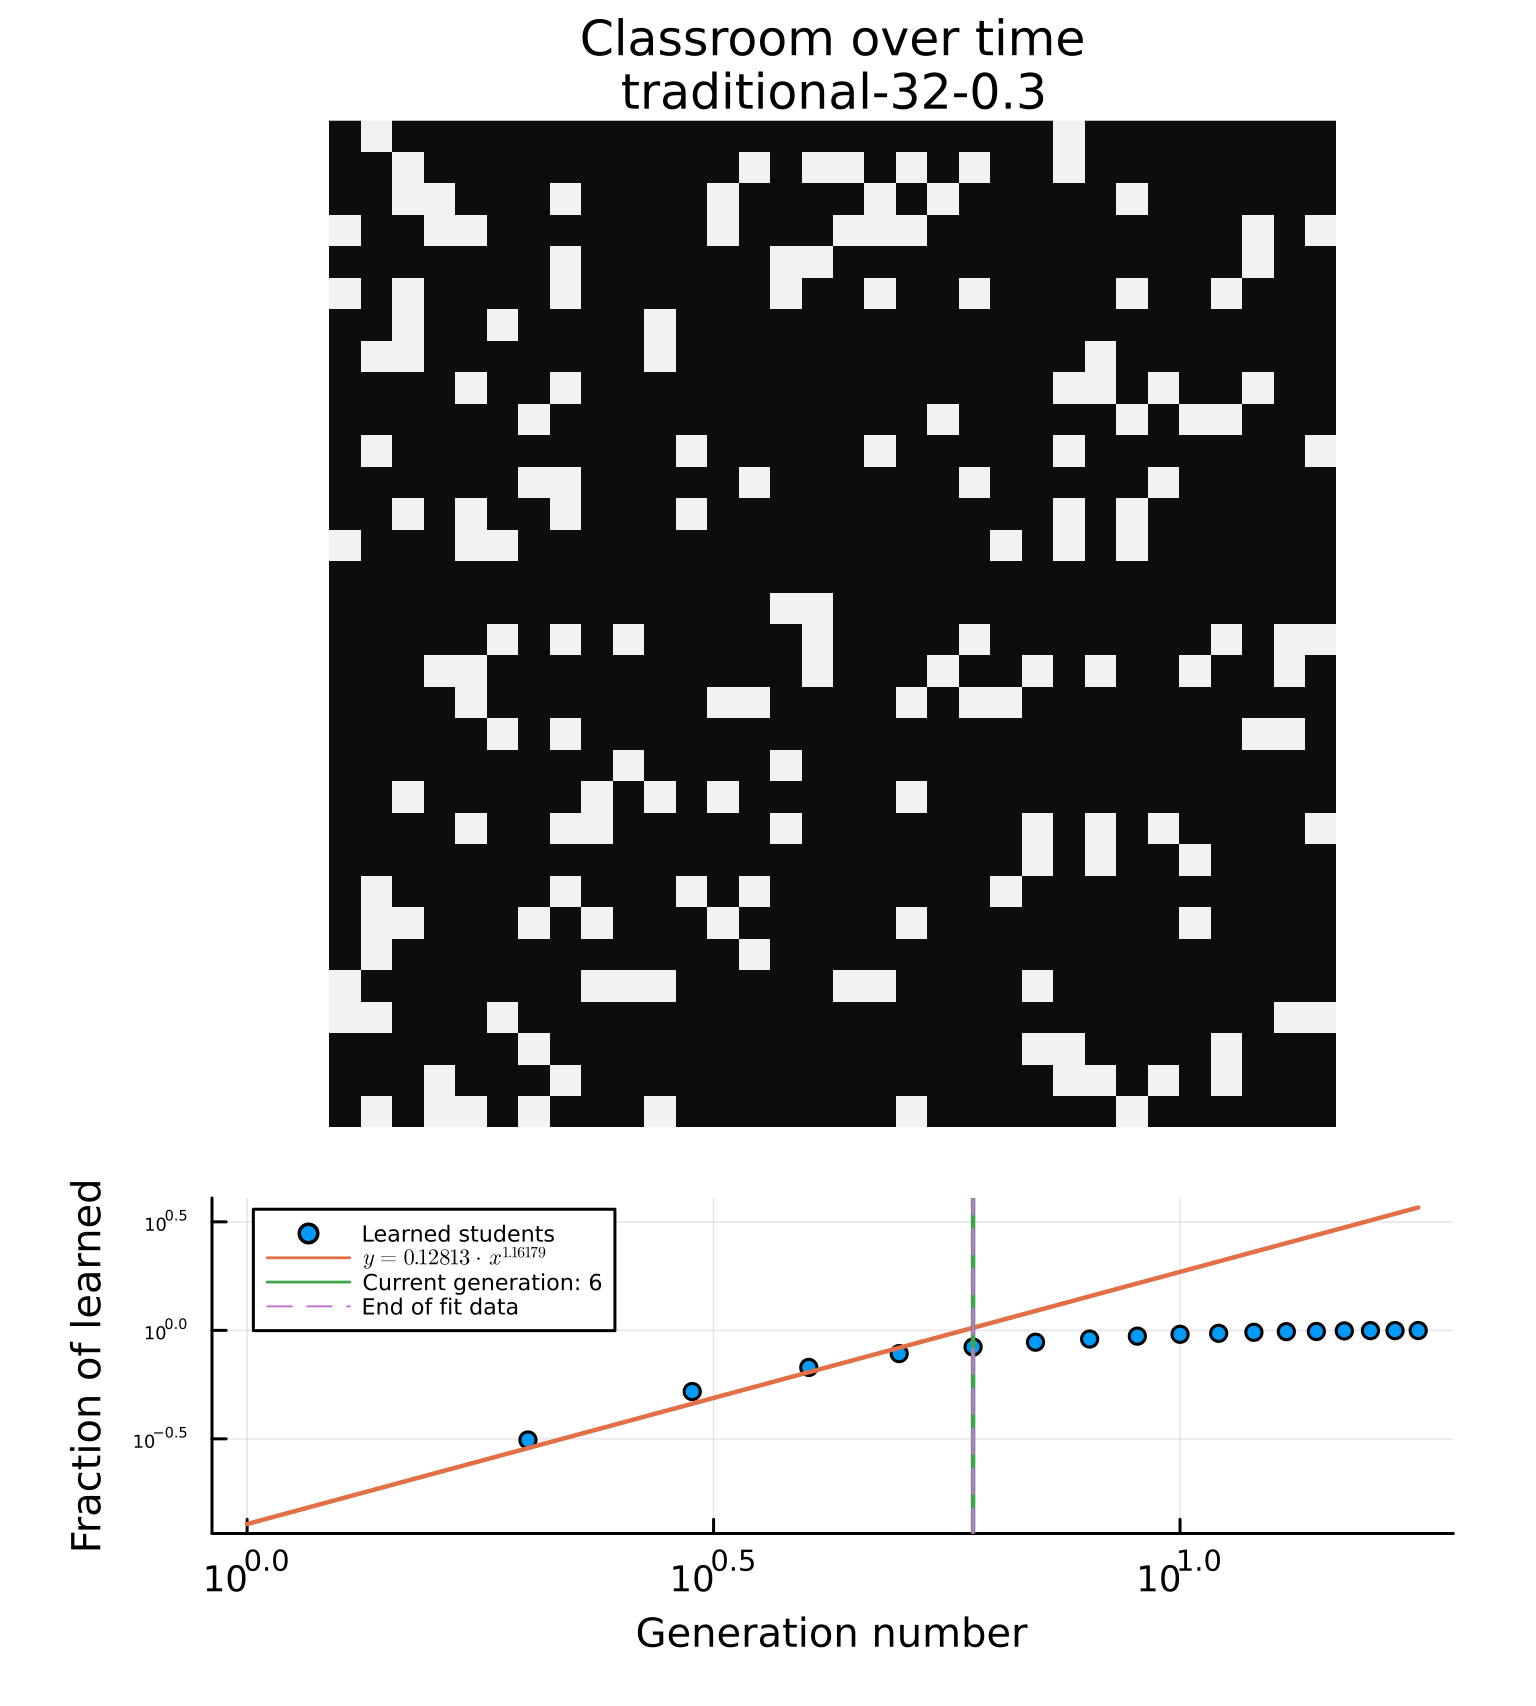 Classroom over time
traditional-32-0.3
Fraction of learned
10^0.5
10^0.0
10^−0.5
Learned students
y = 0.12813 · x^1.16179
Current generation: 6
End of fit data
10^0.0 10^0.5 10^1.0
Generation number